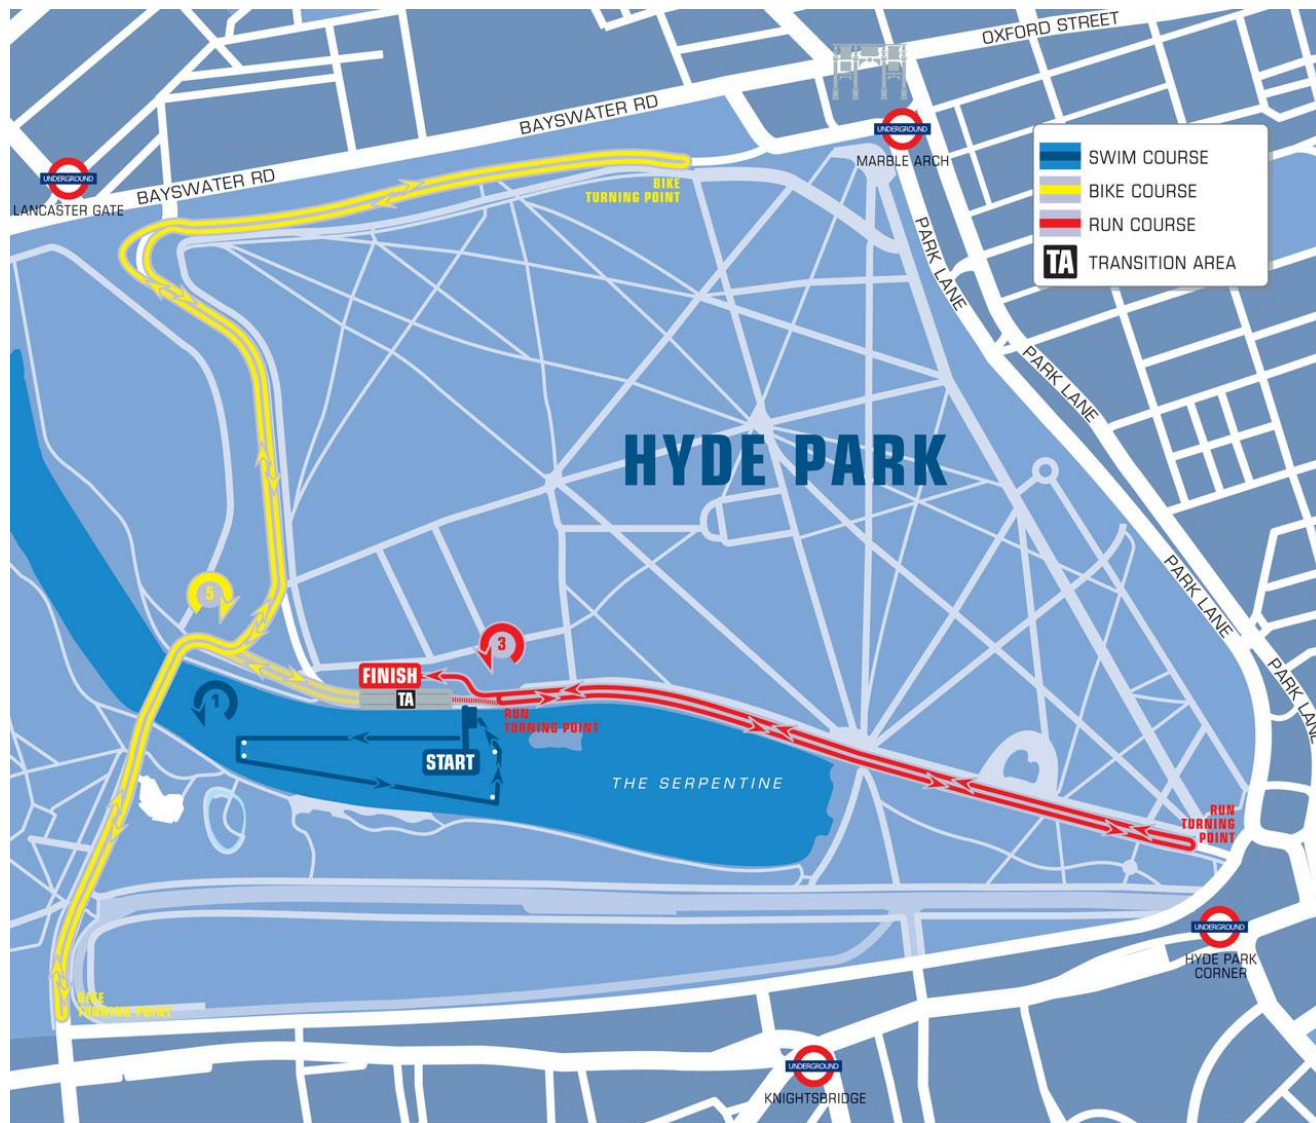 OXFORD STREET
BAYSWATER RD
UNDERGROUND
MARBLE ARCH
SWIM COURSE
BIKE COURSE
RUN COURSE
TA
TRANSITION AREA
UNDERGROUND
LANCASTER GATE
BAYSWATER RD
BIKE
TURNING POINT
PARK LANE
PARK LANE
HYDE PARK
PARK LANE
5
3
FINISH
TA
1
RUN
TURNING POINT
START
THE SERPENTINE
PARK LANE
RUN
TURNING
POINT
UNDERGROUND
HYDE PARK
CORNER
BIKE
TURNING POINT
UNDERGROUND
KNIGHTSBRIDGE